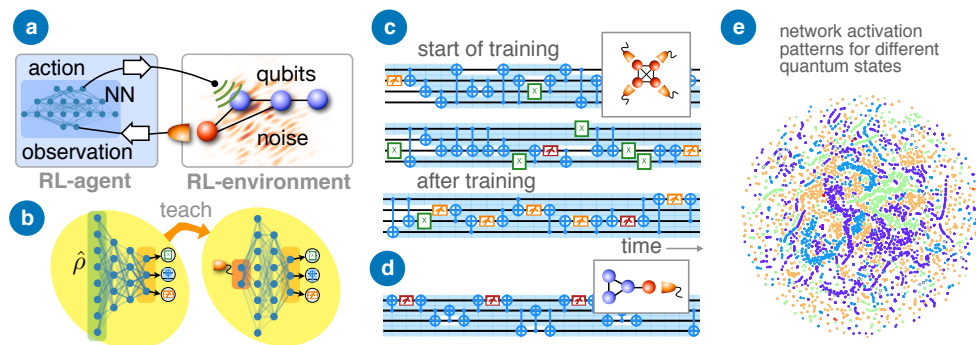 a
action
NN
observation
RL-agent
qubits
noise
RL-environment
b
teach
ρ̂
c
start of training
X
X
X
X
X
X
after training
X
time
d
e
network activation
patterns for different
quantum states